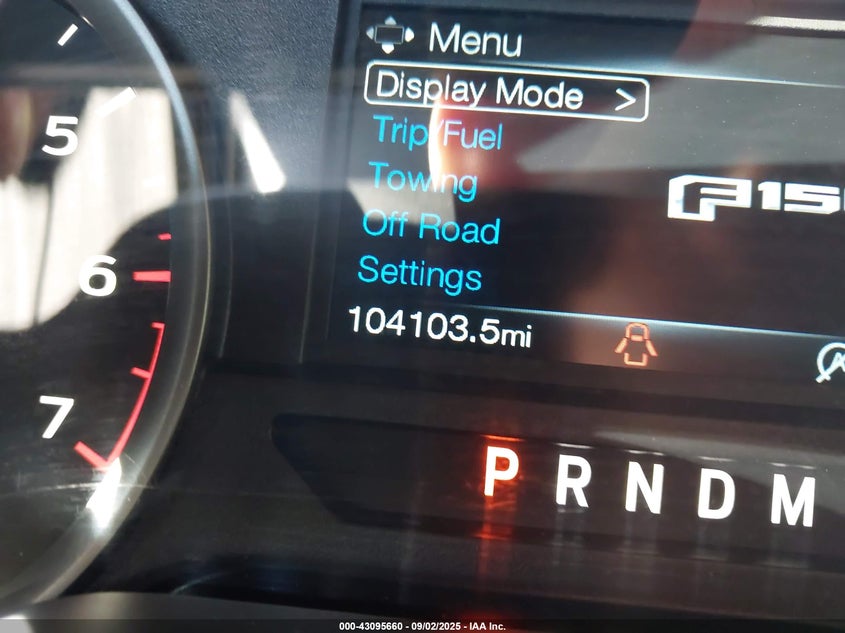 Menu
Display Mode >
Trip/Fuel
Towing
Off Road
Settings
104103.5mi
5
6
7
P R N D M
000-43095660 - 09/02/2025 - IAA Inc.